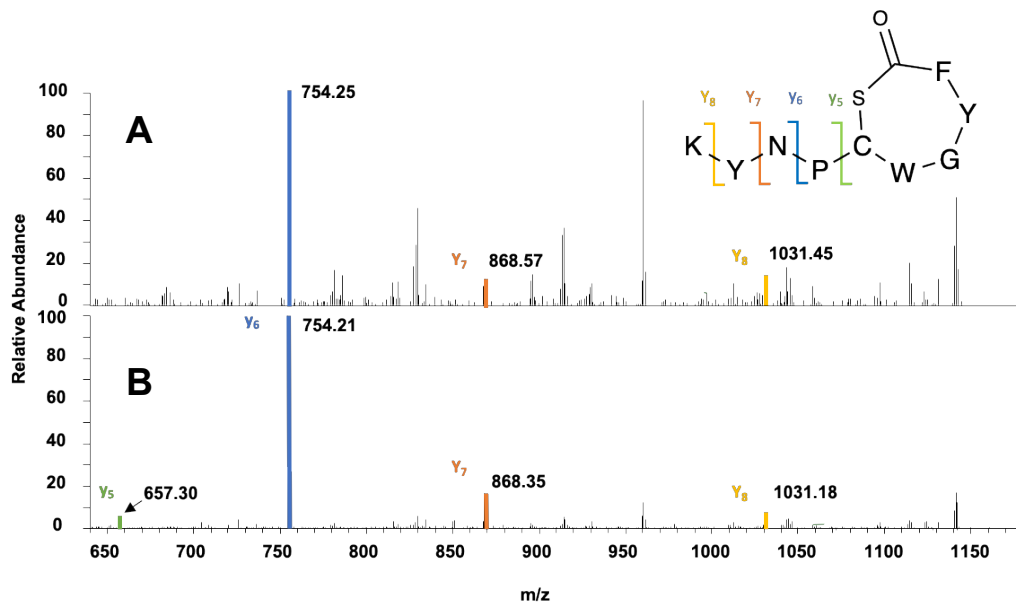 O
F
S
Y
Y₈ Y₇ y₆ y₅
K Y N P C W G
A
100
80
60
40
20
0
754.25
Y₇ 868.57
Y₈ 1031.45
Relative Abundance
B
100
80
60
40
20
0
y₆ 754.21
y₅ 657.30
Y₇ 868.35
Y₈ 1031.18
650 700 750 800 850 900 950 1000 1050 1100 1150
m/z